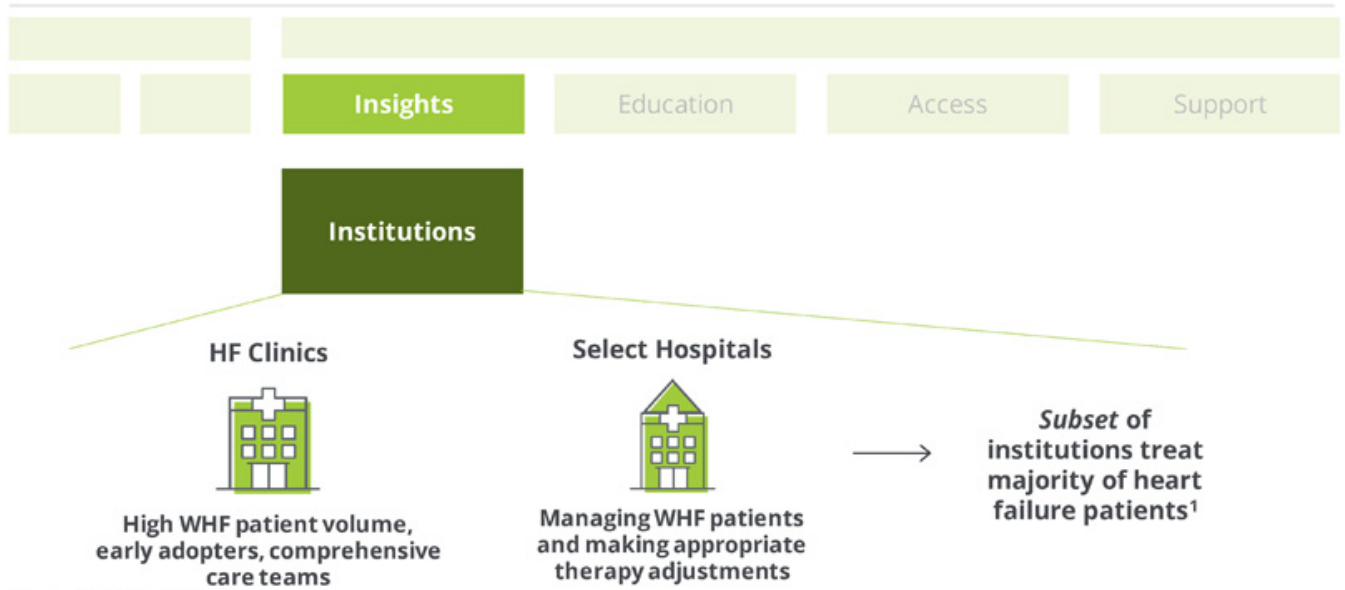 Insights
Education
Access
Support
Institutions
HF Clinics
High WHF patient volume,
early adopters, comprehensive
care teams
Select Hospitals
Managing WHF patients
and making appropriate
therapy adjustments
Subset of
institutions treat
majority of heart
failure patients¹